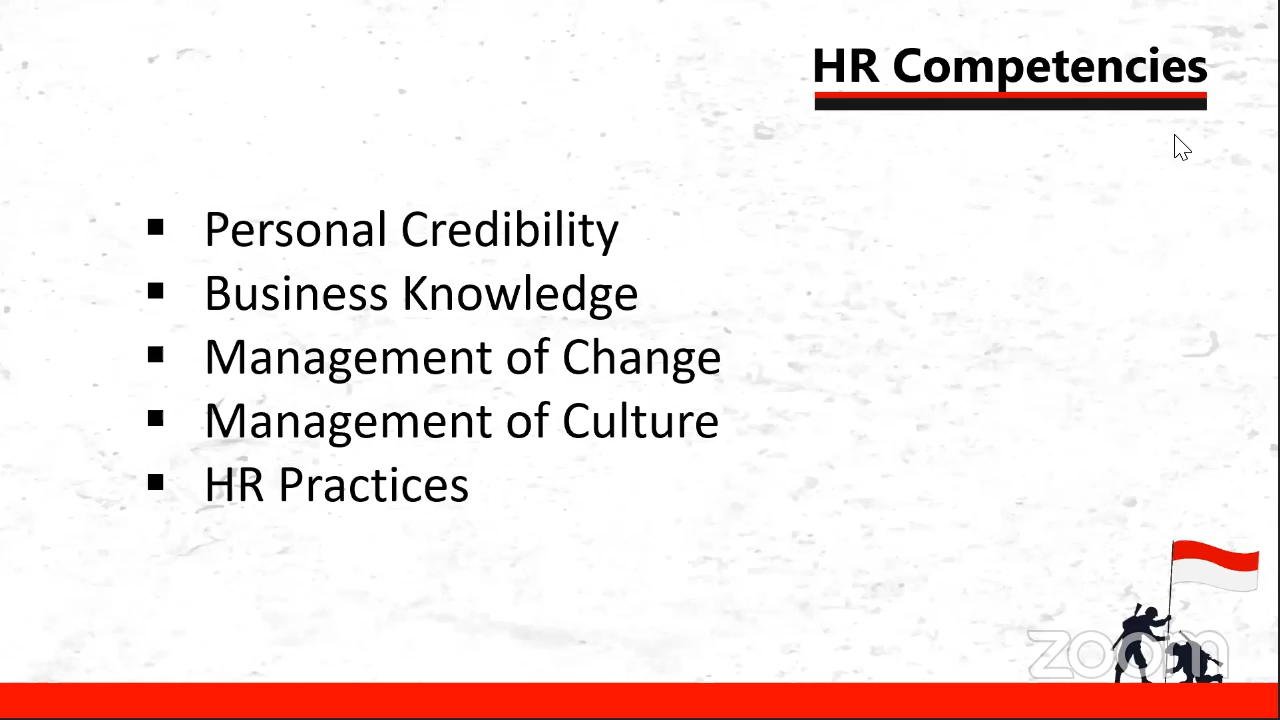 HR Competencies
▪ Personal Credibility
▪ Business Knowledge
▪ Management of Change
▪ Management of Culture
▪ HR Practices
zoom